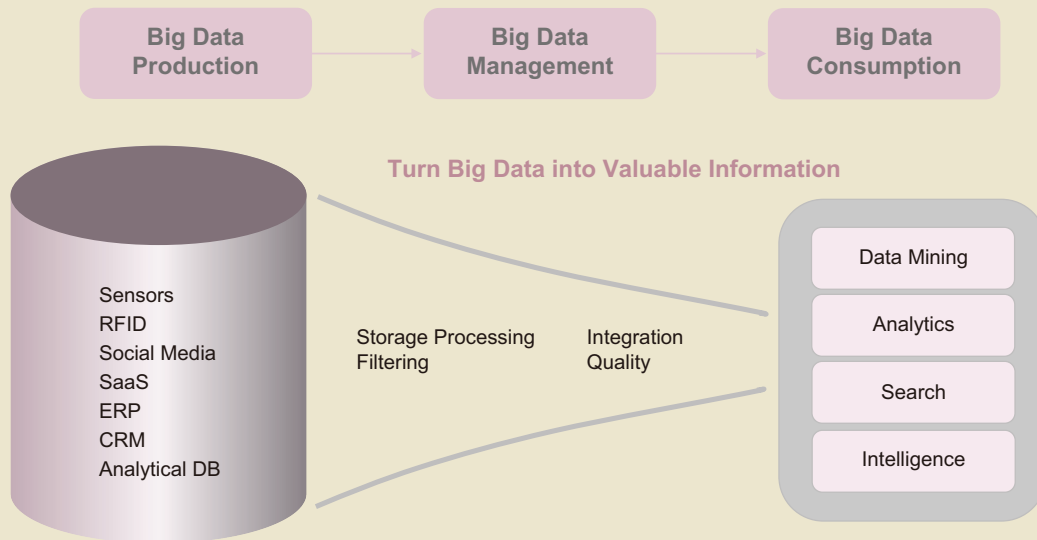 Big Data
Production
Big Data
Management
Big Data
Consumption
Turn Big Data into Valuable Information
Sensors
RFID
Social Media
SaaS
ERP
CRM
Analytical DB
Storage Processing
Filtering
Integration
Quality
Data Mining
Analytics
Search
Intelligence